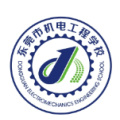 东莞市机电工程学校
DONGGUAN ELECTROMECHANICS ENGINEERING SCHOOL